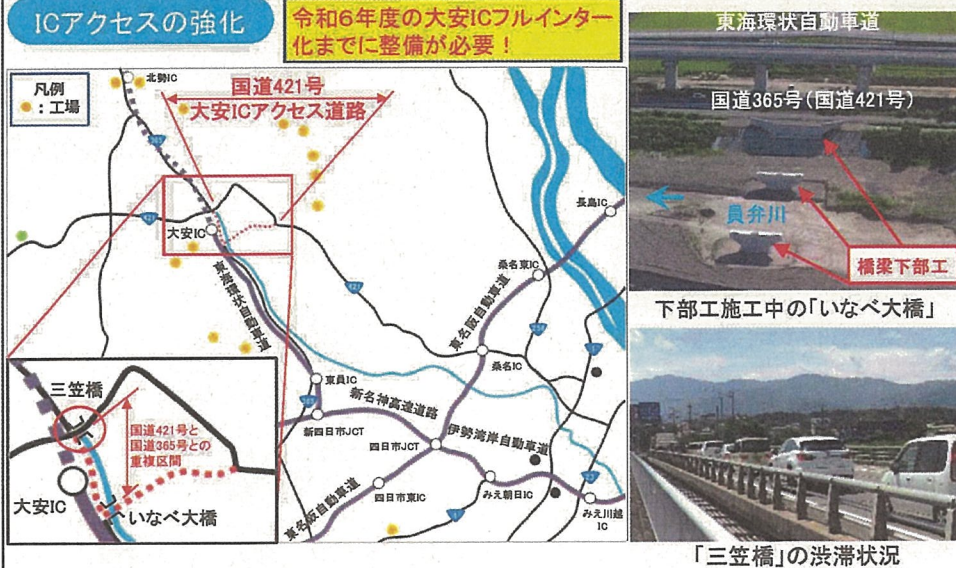 ICアクセスの強化
令和6年度の大安ICフルインター
化までに整備が必要！
凡例
：工場
北勢IC
国道421号
大安ICアクセス道路
421
大安IC
東海環状自動車道
421
長島IC
桑名東IC
東名阪自動車道
258
1
桑名IC
東員IC
新名神高速道路
新四日市JCT
四日市JCT
伊勢湾岸自動車道
四日市東IC
みえ朝日IC
みえ川越
IC
東名阪自動車道
1
23
三笠橋
国道421号と
国道365号との
重複区間
大安IC
いなべ大橋
東海環状自動車道
国道365号(国道421号)
員弁川
橋梁下部工
下部工施工中の「いなべ大橋」
「三笠橋」の渋滞状況